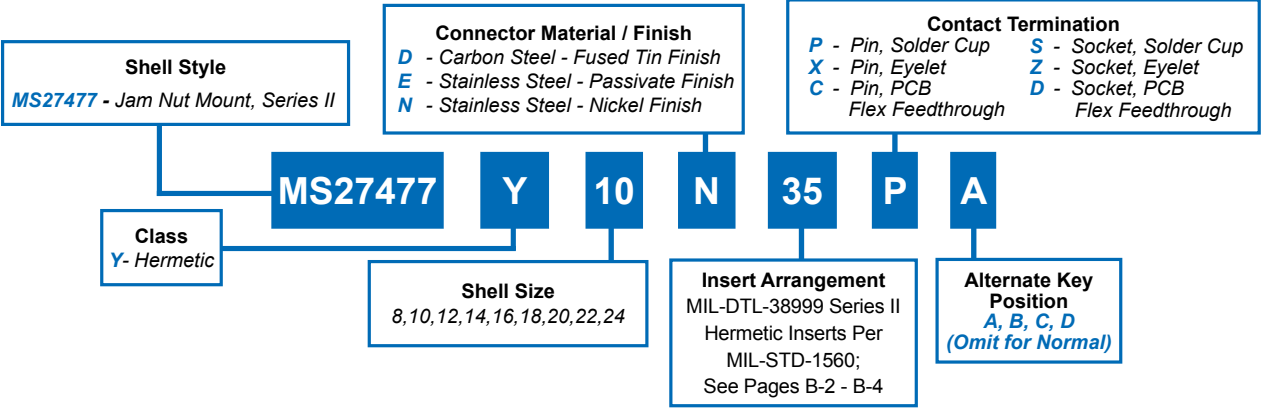 Shell Style
MS27477 - Jam Nut Mount, Series II
Connector Material / Finish
D - Carbon Steel - Fused Tin Finish
E - Stainless Steel - Passivate Finish
N - Stainless Steel - Nickel Finish
Contact Termination
P - Pin, Solder Cup
X - Pin, Eyelet
C - Pin, PCB
Flex Feedthrough
S - Socket, Solder Cup
Z - Socket, Eyelet
D - Socket, PCB
Flex Feedthrough
MS27477 Y 10 N 35 P A
Class
Y- Hermetic
Shell Size
8,10,12,14,16,18,20,22,24
Insert Arrangement
MIL-DTL-38999 Series II
Hermetic Inserts Per
MIL-STD-1560;
See Pages B-2 - B-4
Alternate Key
Position
A, B, C, D
(Omit for Normal)